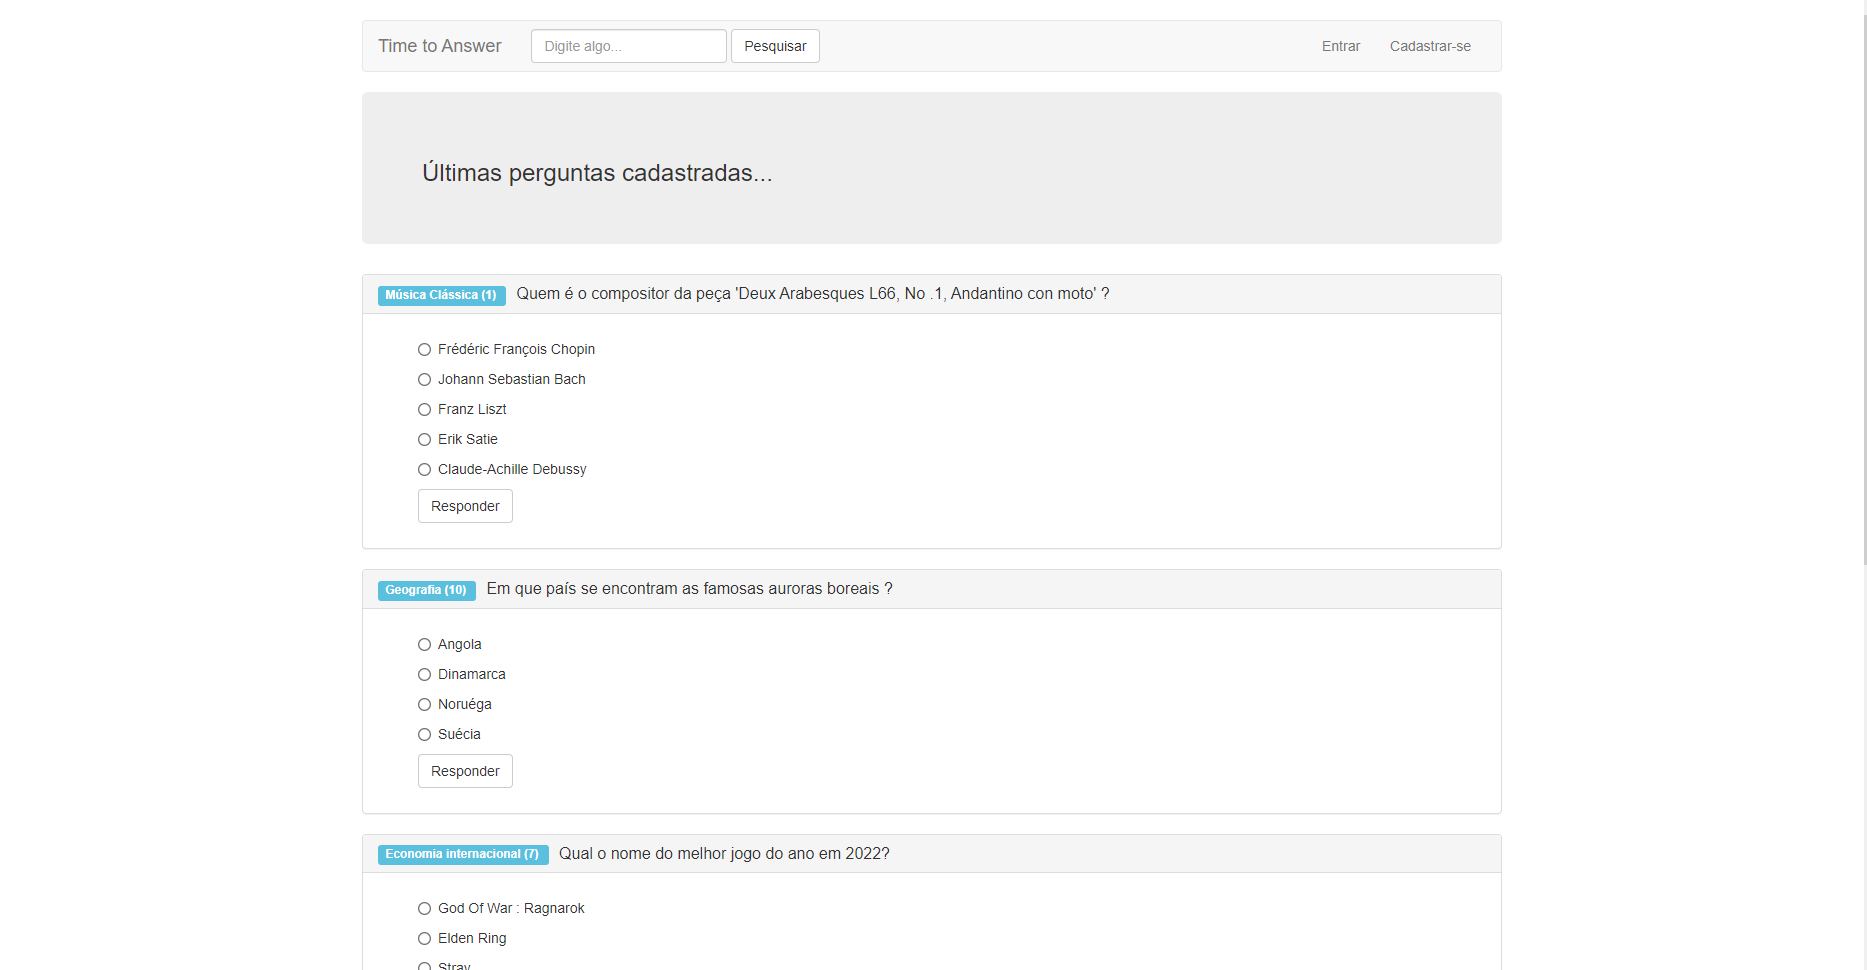 Time to Answer Digite algo... Pesquisar Entrar Cadastrar-se
Últimas perguntas cadastradas...
Música Clássica (1) Quem é o compositor da peça 'Deux Arabesques L66, No .1, Andantino con moto' ?
Frédéric François Chopin
Johann Sebastian Bach
Franz Liszt
Erik Satie
Claude-Achille Debussy
Responder
Geografia (10) Em que país se encontram as famosas auroras boreais ?
Angola
Dinamarca
Noruéga
Suécia
Responder
Economia internacional (7) Qual o nome do melhor jogo do ano em 2022?
God Of War : Ragnarok
Elden Ring
Stray